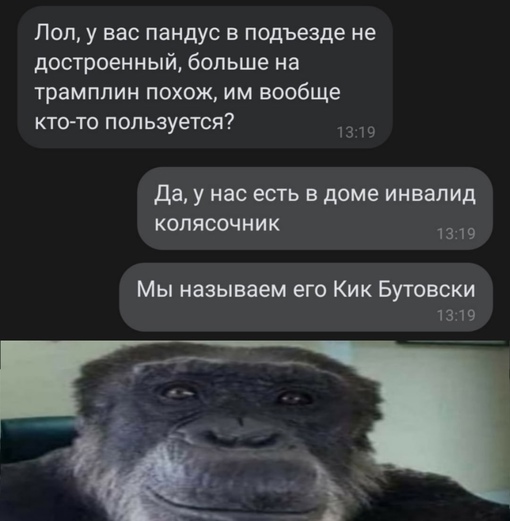 Лол, у вас пандус в подъезде не
достроенный, больше на
трамплин похож, им вообще
кто-то пользуется?
13:19
Да, у нас есть в доме инвалид
колясочник
13:19
Мы называем его Кик Бутовски
13:19